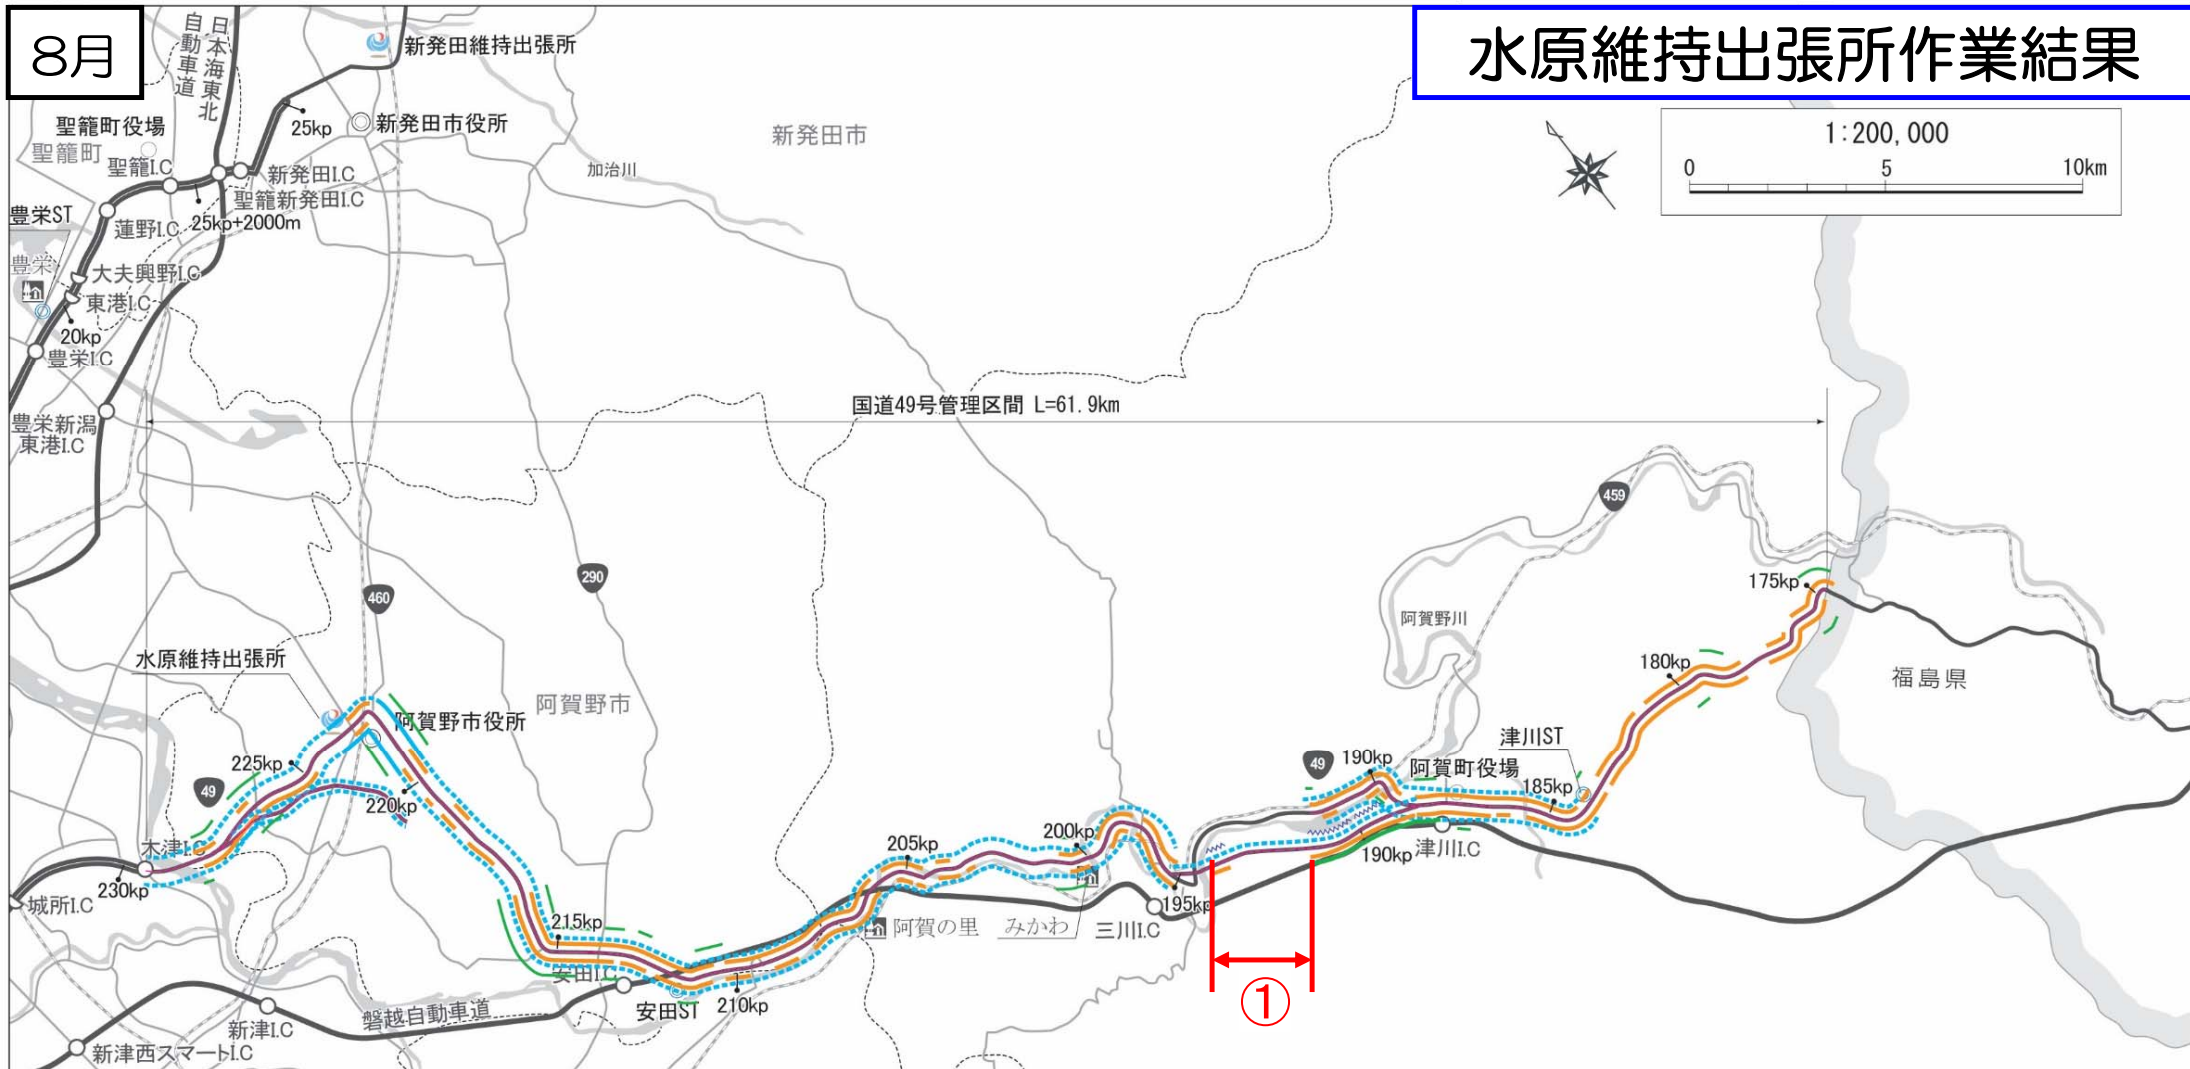 8月
水原維持出張所作業結果
日本海東北
自動車道
新発田維持出張所
25kp
新発田市役所
新発田市
1:200,000
0 5 10km
聖籠町役場
聖籠町
聖籠I.C
新発田I.C
聖籠新発田I.C
加治川
豊栄ST
蓮野I.C
25kp+2000m
豊栄
大夫興野I.C
東港I.C
20kp
豊栄I.C
国道49号管理区間 L=61.9km
豊栄新潟
東港I.C
459
290
460
175kp
阿賀野川
水原維持出張所
180kp
福島県
阿賀野市
阿賀野市役所
津川ST
225kp
49
49
190kp
阿賀町役場
185kp
220kp
木津I.C
205kp
200kp
230kp
190kp
津川I.C
城所I.C
195kp
215kp
阿賀の里
みかわ
三川I.C
安田I.C
安田ST
210kp
①
磐越自動車道
新津I.C
新津西スマートI.C